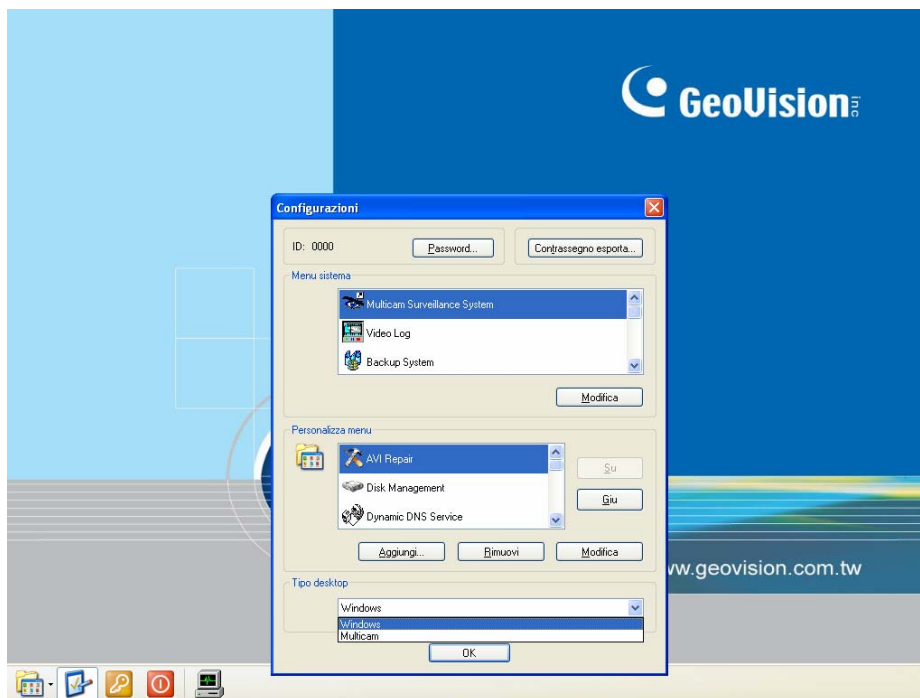 GeoVision inc
Configurazioni
ID: 0000
Password...
Contrassegno esporta...
Menu sistema
Multicam Surveillance System
Video Log
Backup System
Modifica
Personalizza menu
AVI Repair
Disk Management
Dynamic DNS Service
Su
Giu
Aggiungi...
Rimuovi
Modifica
ww.geovision.com.tw
Tipo desktop
Windows
Windows
Multicam
OK